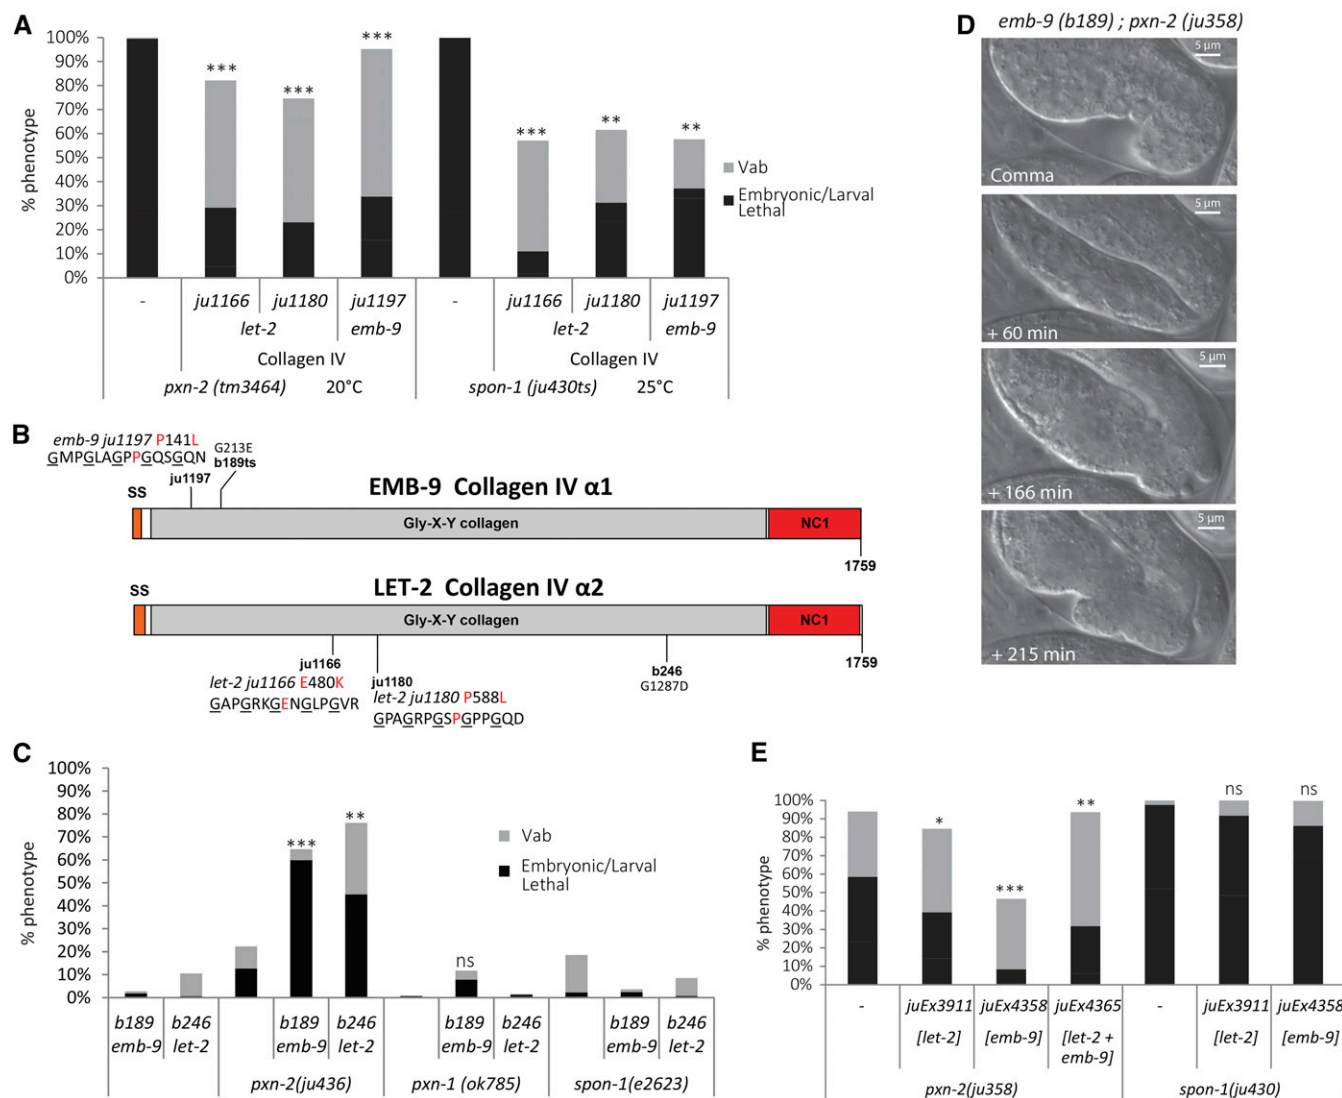 A
100%
90%
80%
70%
60%
50%
40%
30%
20%
10%
0%
% phenotype
***
***
***
***
**
**
Vab
Embryonic/Larval
Lethal
- ju1166 ju1180 ju1197 - ju1166 ju1180 ju1197
let-2 emb-9 let-2 emb-9
Collagen IV Collagen IV
pxn-2 (tm3464) 20°C spon-1 (ju430ts) 25°C
B
emb-9 ju1197 P141L
GMPGLAGPPGQSGQN
G213E
b189ts
ju1197
SS
EMB-9 Collagen IV α1
Gly-X-Y collagen
NC1
1759
SS
LET-2 Collagen IV α2
Gly-X-Y collagen
NC1
1759
ju1166
let-2 ju1166 E480K
GAPGRKGENGLPGVR
ju1180
let-2 ju1180 P588L
GPAGRPGSPGPPGQD
b246
G1287D
C
100%
90%
80%
70%
60%
50%
40%
30%
20%
10%
0%
% phenotype
***
**
ns
Vab
Embryonic/Larval
Lethal
b189 b246 b189 b246 b189 b246 b189 b246
emb-9 let-2 emb-9 let-2 emb-9 let-2 emb-9 let-2
pxn-2(ju436) pxn-1 (ok785) spon-1(e2623)
D
emb-9 (b189) ; pxn-2 (ju358)
5 µm
Comma
5 µm
+ 60 min
5 µm
+ 166 min
5 µm
+ 215 min
E
100%
90%
80%
70%
60%
50%
40%
30%
20%
10%
0%
% phenotype
*
***
**
ns
ns
- juEx3911 juEx4358 juEx4365 - juEx3911 juEx4358
[let-2] [emb-9] [let-2 + [let-2] [emb-9]
emb-9]
pxn-2(ju358) spon-1(ju430)